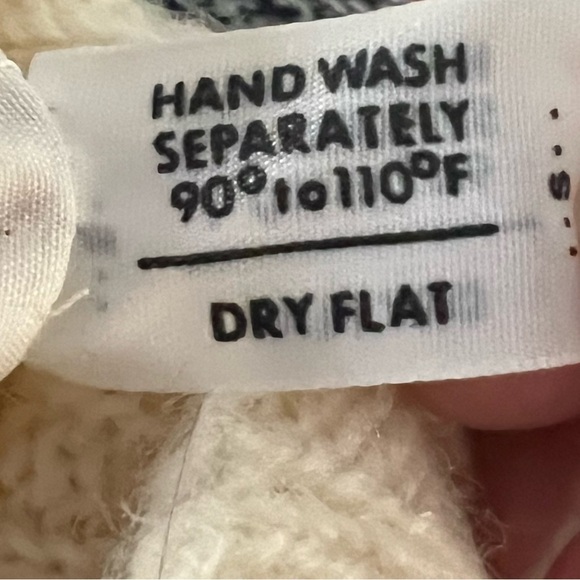 HAND WASH
SEPARATELY
90° to 110°F
DRY FLAT